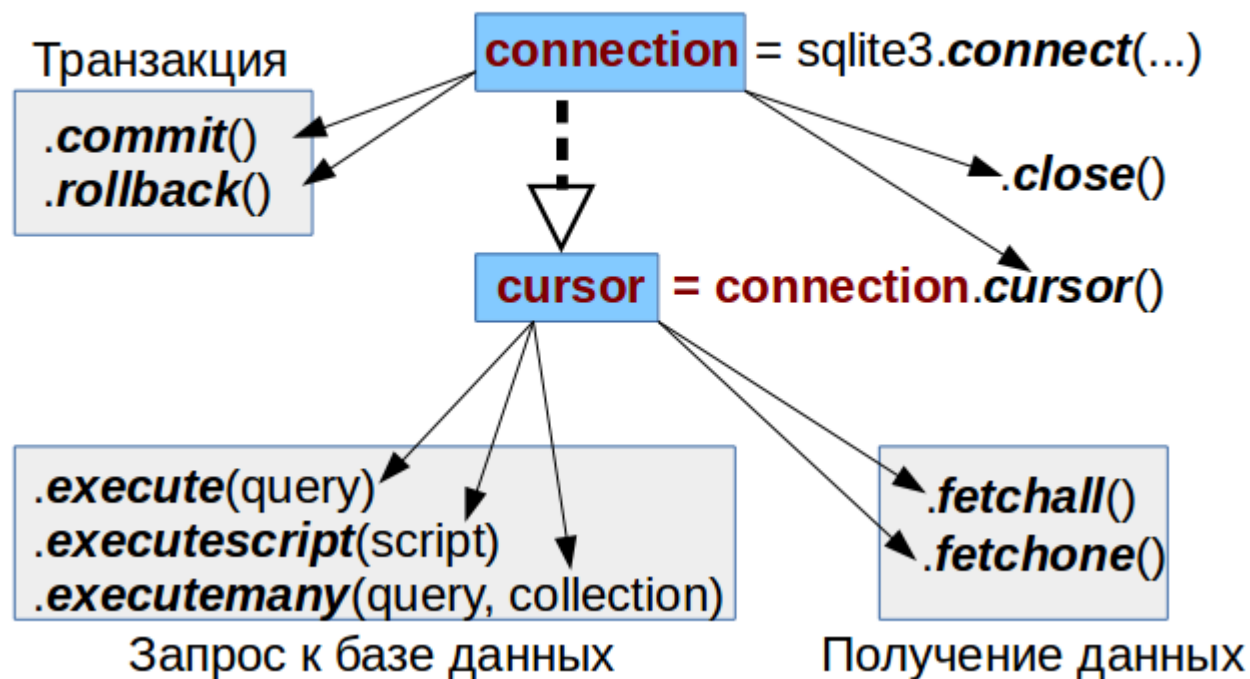 connection = sqlite3.connect(...)
Транзакция
.commit()
.rollback()
.close()
cursor = connection.cursor()
.execute(query)
.executescript(script)
.executemany(query, collection)
Запрос к базе данных
.fetchall()
.fetchone()
Получение данных